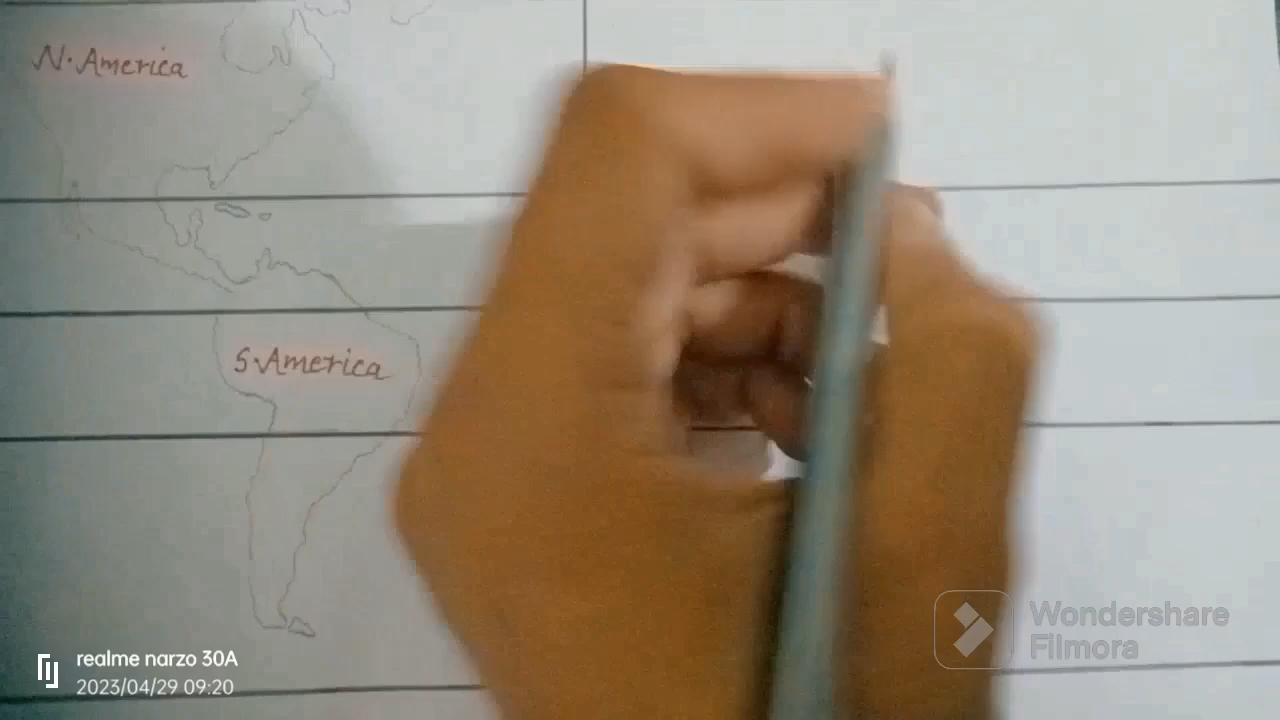 N. America
S. America
realme narzo 30A
2023/04/29 09:20
Wondershare
Filmora